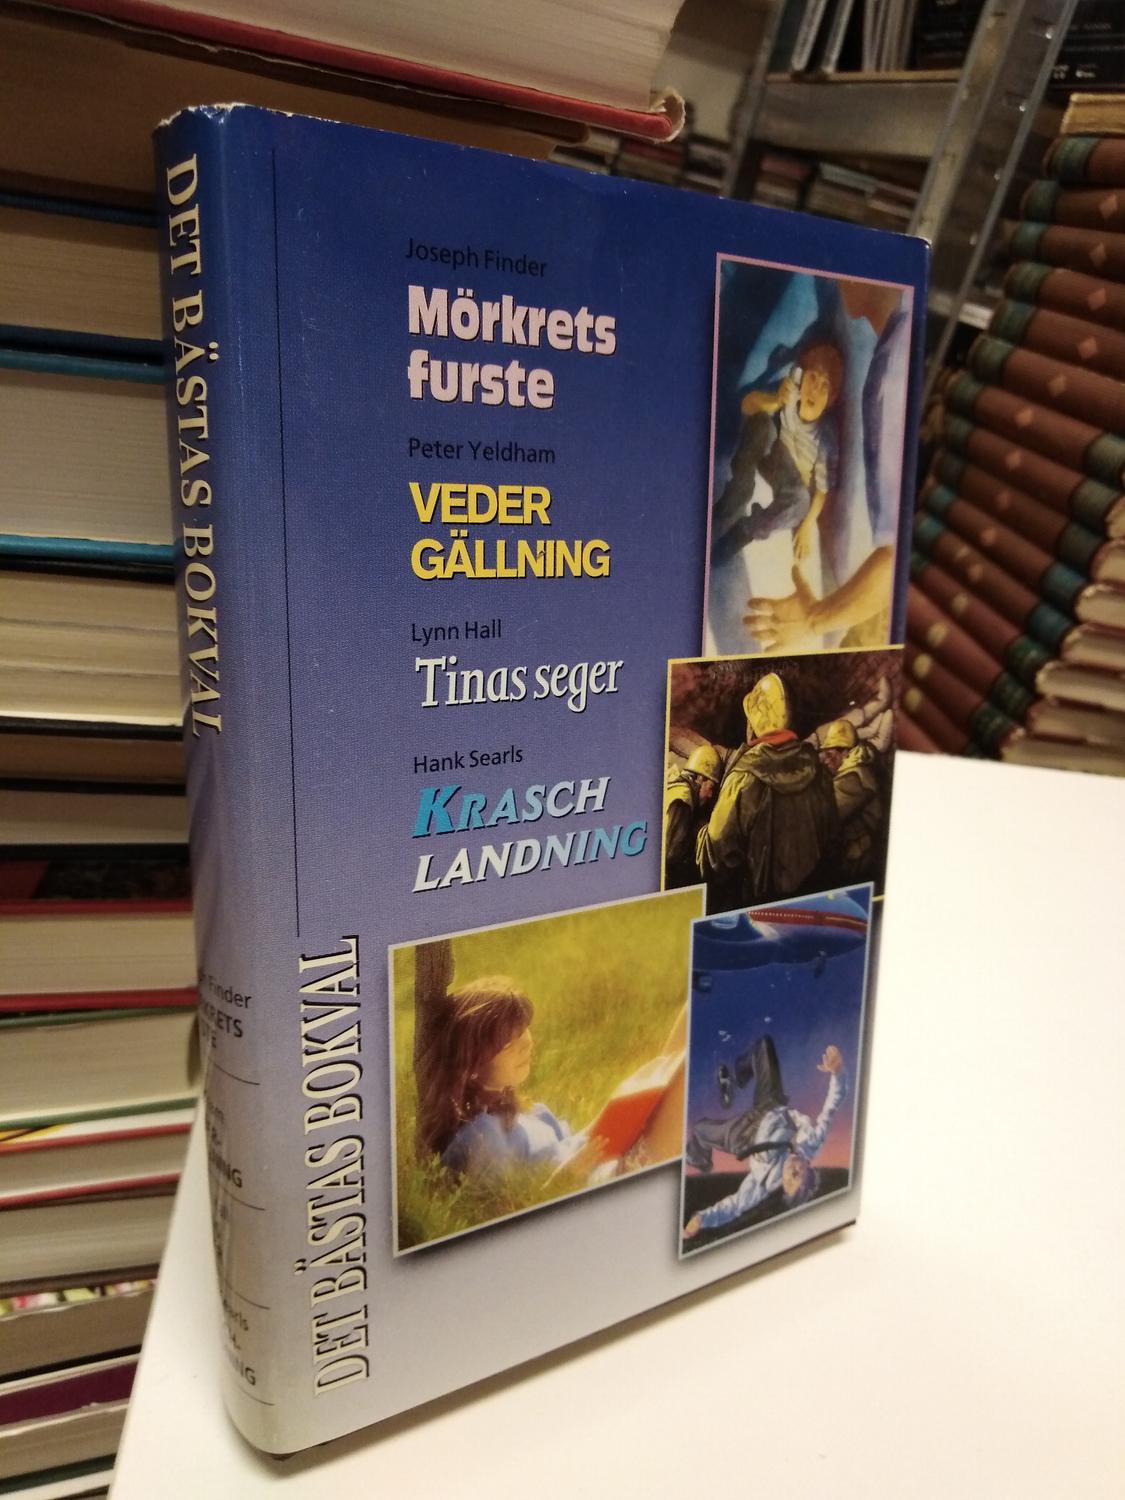 DET BÄSTAS BOKVAL
Joseph Finder
Mörkrets
furste
Peter Yeldham
VEDER
GÄLLNING
Lynn Hall
Tinas seger
Hank Searls
KRASCH
LANDNING
DET BÄSTAS BOKVAL
Finder